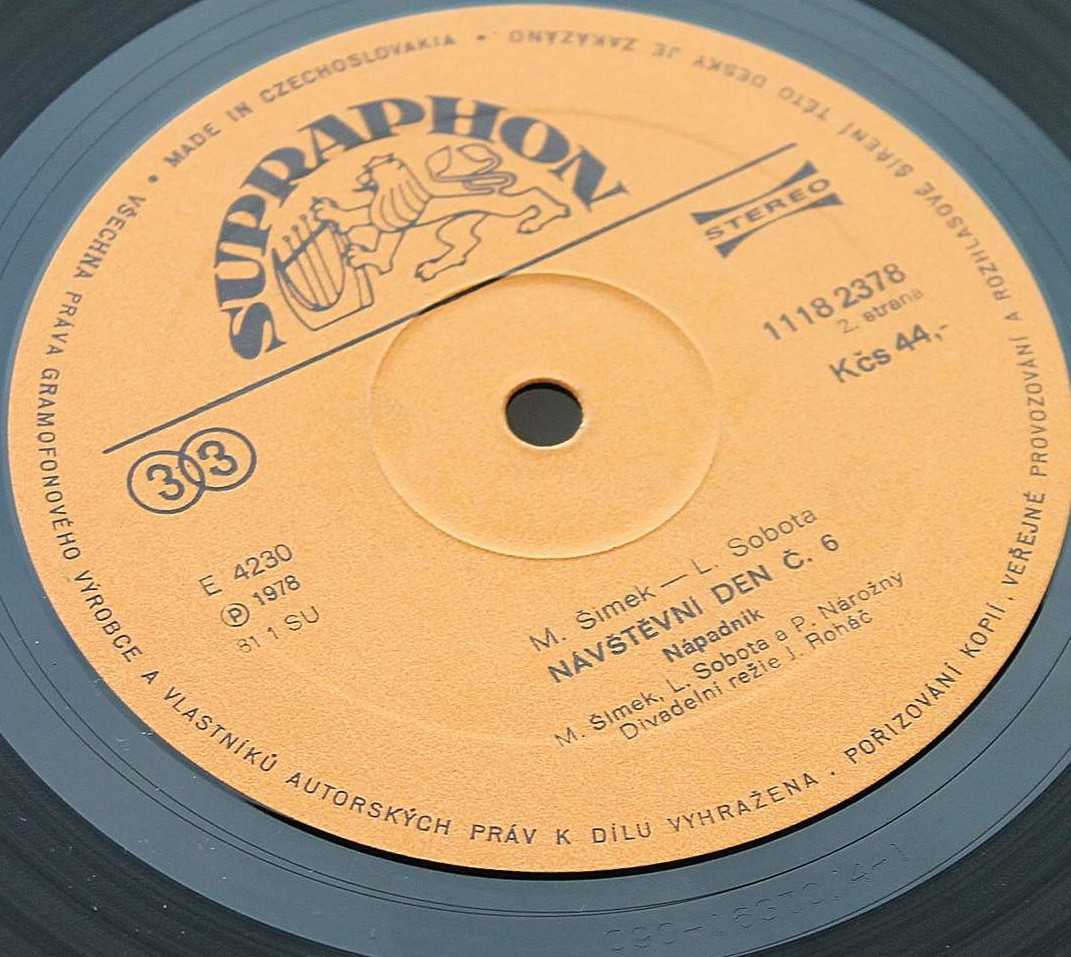 VŠECHNA PRÁVA GRAMOFONOVÉHO VÝROBCE A VLASTNÍKŮ AUTORSKÝCH PRÁV K DÍLU VYHRAŽENA . POŘIZOVÁNÍ KOPIÍ, VEŘEJNÉ PROVOZOVÁNÍ A ROZHLASOVÉ ŠÍŘENÍ TÉTO DESKY JE ZAKÁZÁNO • MADE IN CZECHOSLOVAKIA •
SUPRAPHON
STEREO
1118 2378
2. strana
Kčs 44,-
33
E 4230
Ⓟ 1978
81 1 SU
M. Šimek — L. Sobota
NÁVŠTĚVNÍ DEN Č. 6
Nápadník
M. Šimek, L. Sobota a P. Nárožný
Divadelní režie J. Roháč